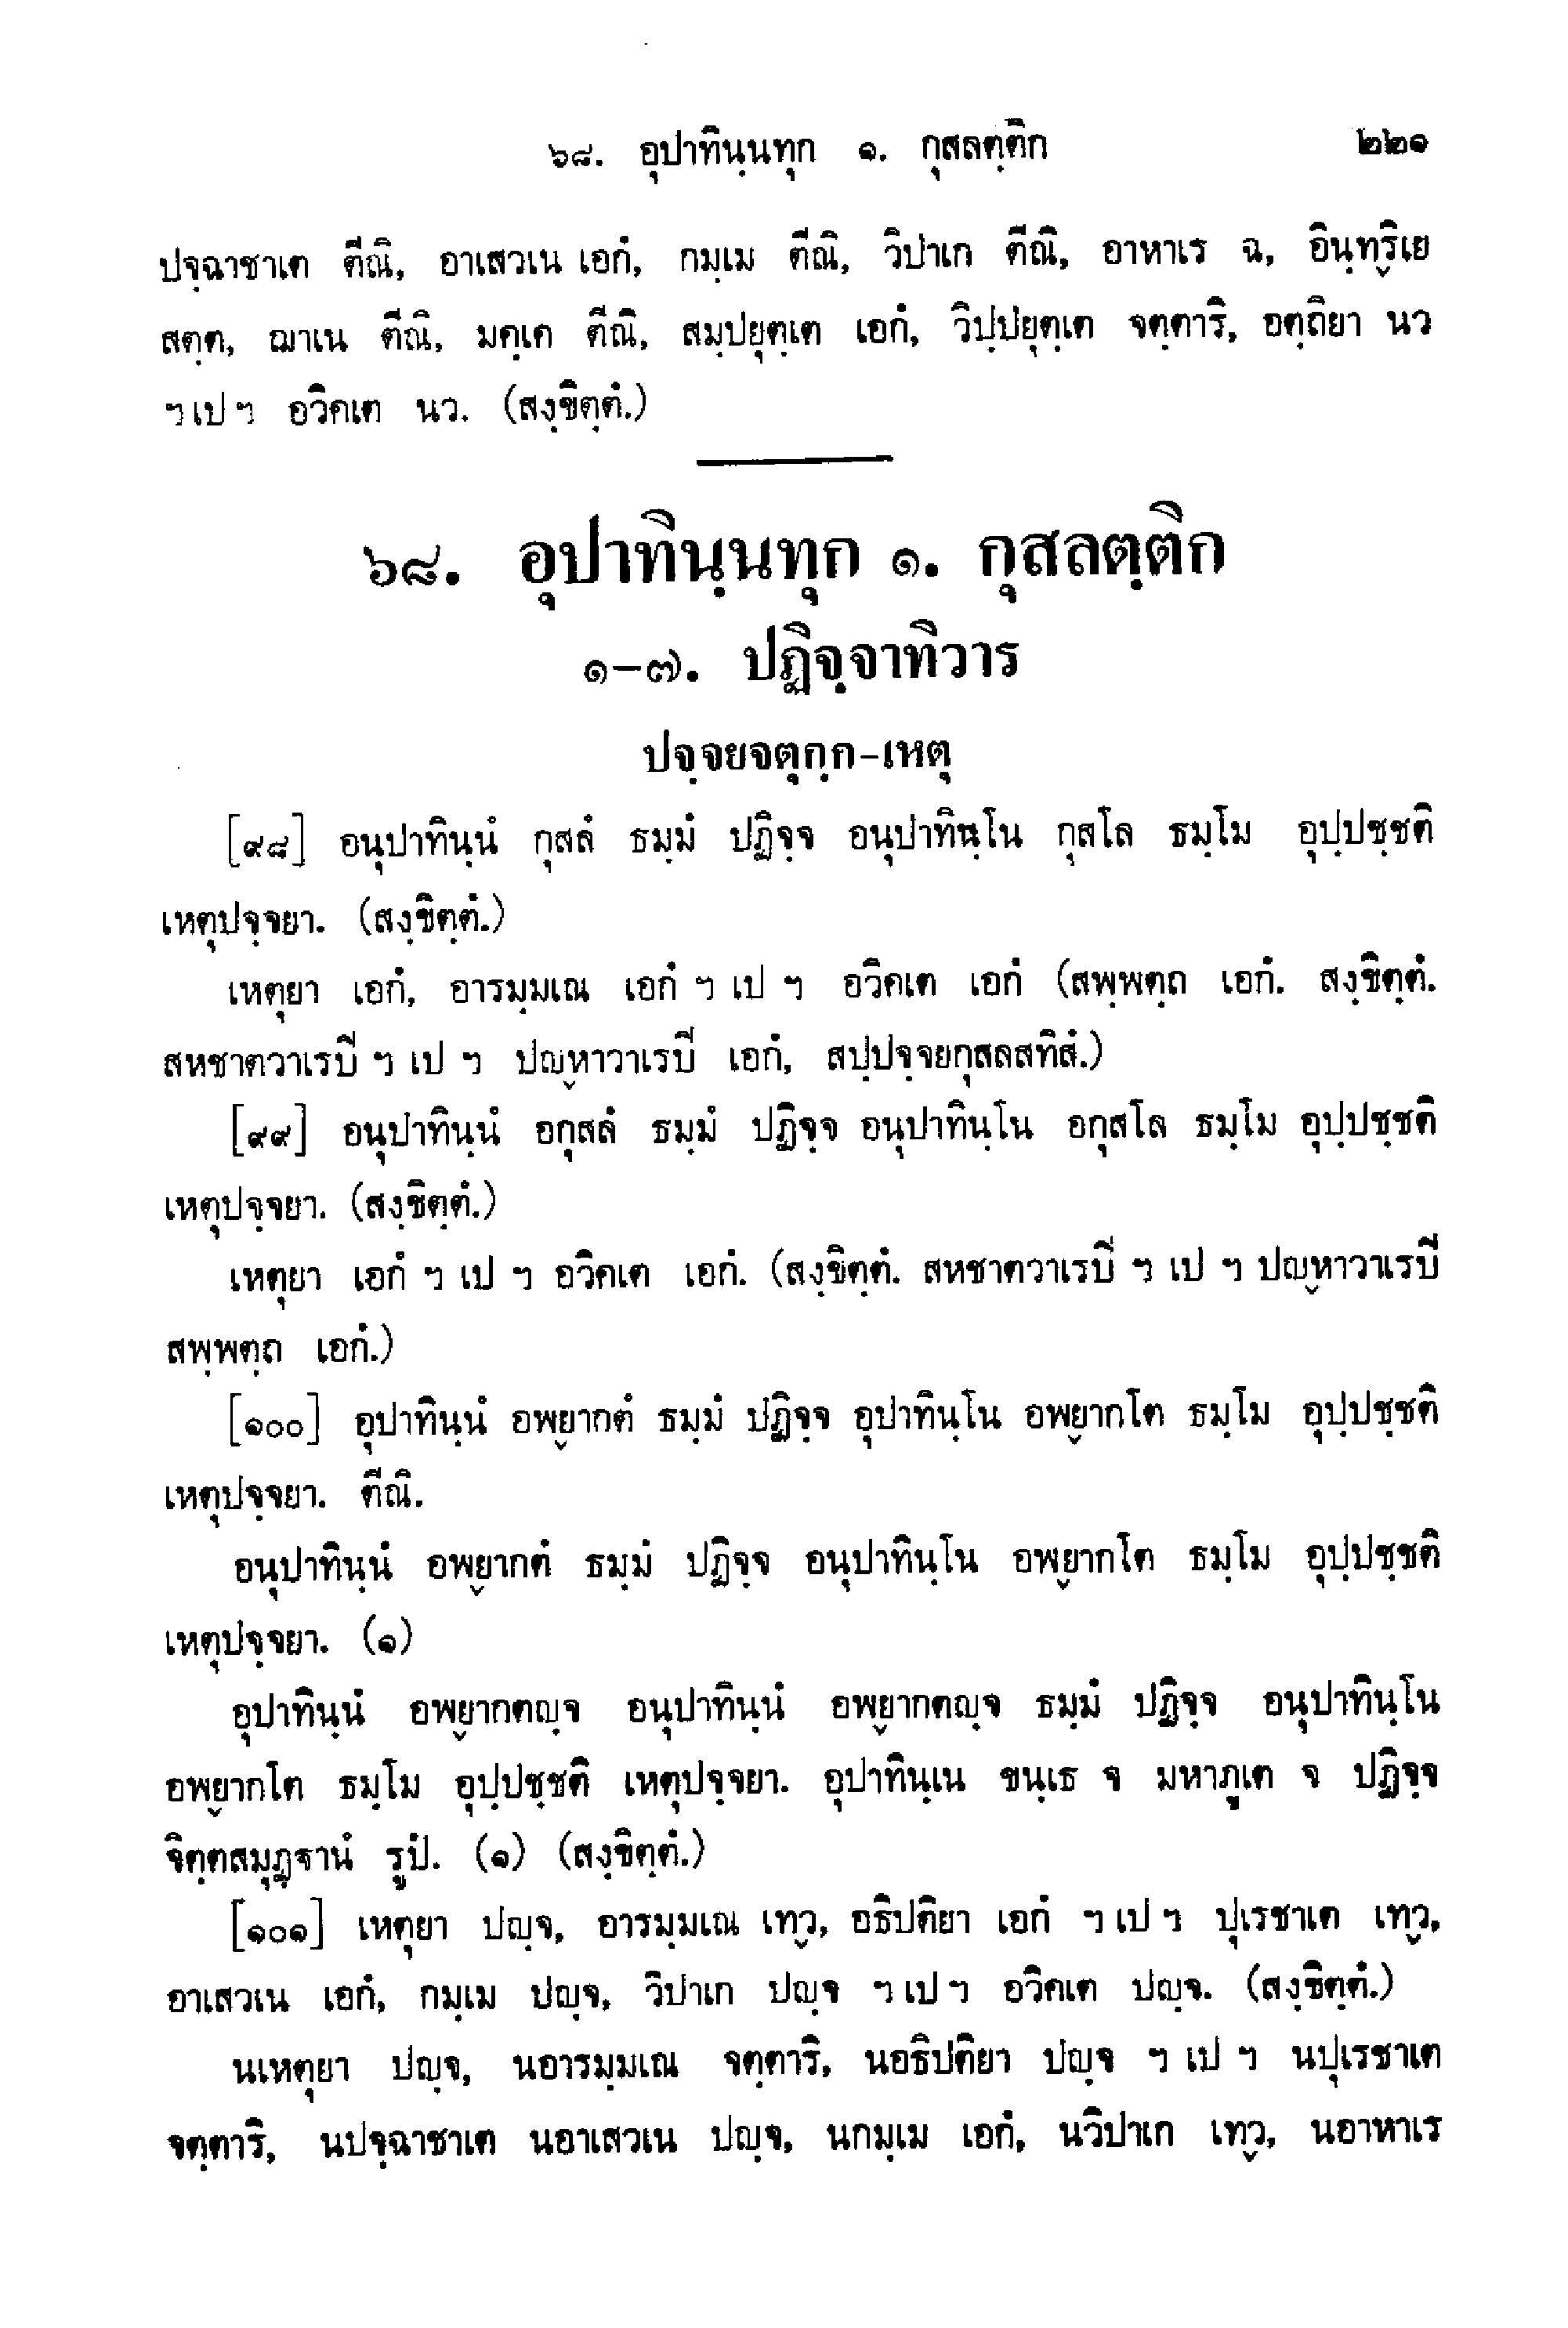 ๖๘. อุปาทินฺนทุก ๑. กุสลตฺติก ๒๒๑
ปจฺฉาชาเต ตีณิ, อาเสวเน เอกํ, กมฺเม ตีณิ, วิปาเก ตีณิ, อาหาเร ฉ, อินฺทฺริเย
สตฺต, ฌาเน ตีณิ, มคฺเค ตีณิ, สมฺปยุตฺเต เอกํ, วิปฺปยุตฺเต จตฺตาริ, อตฺถิยา นว
ฯ เป ฯ อวิคเต นว. (สงฺขิตฺตํ.)
๖๘. อุปาทินฺนทุก ๑. กุสลตฺติก
๑-๗. ปฏิจฺจาทิวาร
ปจฺจยจตุกฺก-เหตุ
[๙๘] อนุปาทินฺนํ กุสลํ ธมฺมํ ปฏิจฺจ อนุปาทินฺโน กุสโล ธมฺโม อุปฺปชฺชติ
เหตุปจฺจยา. (สงฺขิตฺตํ.)
เหตุยา เอกํ, อารมฺมเณ เอกํ ฯ เป ฯ อวิคเต เอกํ (สพฺพตฺถ เอกํ. สงฺขิตฺตํ.
สหชาตวาเรปิ ฯ เป ฯ ปญฺหาวาเรปิ เอกํ, สปฺปจฺจยกุสลสทิสํ.)
[๙๙] อนุปาทินฺนํ อกุสลํ ธมฺมํ ปฏิจฺจ อนุปาทินฺโน อกุสโล ธมฺโม อุปฺปชฺชติ
เหตุปจฺจยา. (สงฺขิตฺตํ.)
เหตุยา เอกํ ฯ เป ฯ อวิคเต เอกํ. (สงฺขิตฺตํ. สหชาตวาเรปิ ฯ เป ฯ ปญฺหาวาเรปิ
สพฺพตฺถ เอกํ.)
[๑๐๐] อุปาทินฺนํ อพฺยากตํ ธมฺมํ ปฏิจฺจ อุปาทินฺโน อพฺยากโต ธมฺโม อุปฺปชฺชติ
เหตุปจฺจยา. ตีณิ.
อนุปาทินฺนํ อพฺยากตํ ธมฺมํ ปฏิจฺจ อนุปาทินฺโน อพฺยากโต ธมฺโม อุปฺปชฺชติ
เหตุปจฺจยา. (๑)
อุปาทินฺนํ อพฺยากตญฺจ อนุปาทินฺนํ อพฺยากตญฺจ ธมฺมํ ปฏิจฺจ อนุปาทินฺโน
อพฺยากโต ธมฺโม อุปฺปชฺชติ เหตุปจฺจยา. อุปาทินฺเน ขนฺเธ จ มหาภูเต จ ปฏิจฺจ
จิตฺตสมุฏฺฐานํ รูปํ. (๑) (สงฺขิตฺตํ.)
[๑๐๑] เหตุยา ปญฺจ, อารมฺมเณ เทฺว, อธิปติยา เอกํ ฯ เป ฯ ปุเรชาเต เทฺว,
อาเสวเน เอกํ, กมฺเม ปญฺจ, วิปาเก ปญฺจ ฯ เป ฯ อวิคเต ปญฺจ. (สงฺขิตฺตํ.)
นเหตุยา ปญฺจ, นอารมฺมเณ จตฺตาริ, นอธิปติยา ปญฺจ ฯ เป ฯ นปุเรชาเต
จตฺตาริ, นปจฺฉาชาเต นอาเสวเน ปญฺจ, นกมฺเม เอกํ, นวิปาเก เทฺว, นอาหาเร